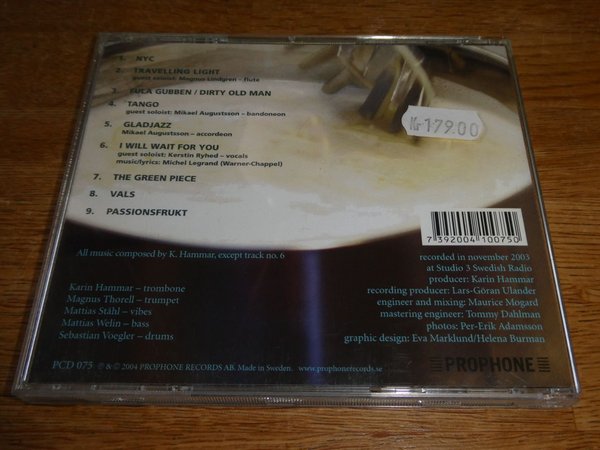 1. NYC
2. TRAVELLING LIGHT
guest soloist: Magnus Lindgren – flute
3. FULA GUBBEN / DIRTY OLD MAN
4. TANGO
guest soloist: Mikael Augustsson – bandoneon
5. GLADJAZZ
Mikael Augustsson – accordeon
6. I WILL WAIT FOR YOU
guest soloist: Kerstin Ryhed – vocals
music/lyrics: Michel Legrand (Warner-Chappel)
7. THE GREEN PIECE
8. VALS
9. PASSIONSFRUKT
Kr 179.00
7 392004 100750
All music composed by K. Hammar, except track no. 6
Karin Hammar – trombone
Magnus Thorell – trumpet
Mattias Ståhl – vibes
Mattias Welin – bass
Sebastian Voegler – drums
recorded in november 2003
at Studio 3 Swedish Radio
producer: Karin Hammar
recording producer: Lars-Göran Ulander
engineer and mixing: Maurice Mogard
mastering engineer: Tommy Dahlman
photos: Per-Erik Adamsson
graphic design: Eva Marklund/Helena Burman
PCD 075 ℗ & © 2004 PROPHONE RECORDS AB. Made in Sweden. www.prophonerecords.se
PROPHONE